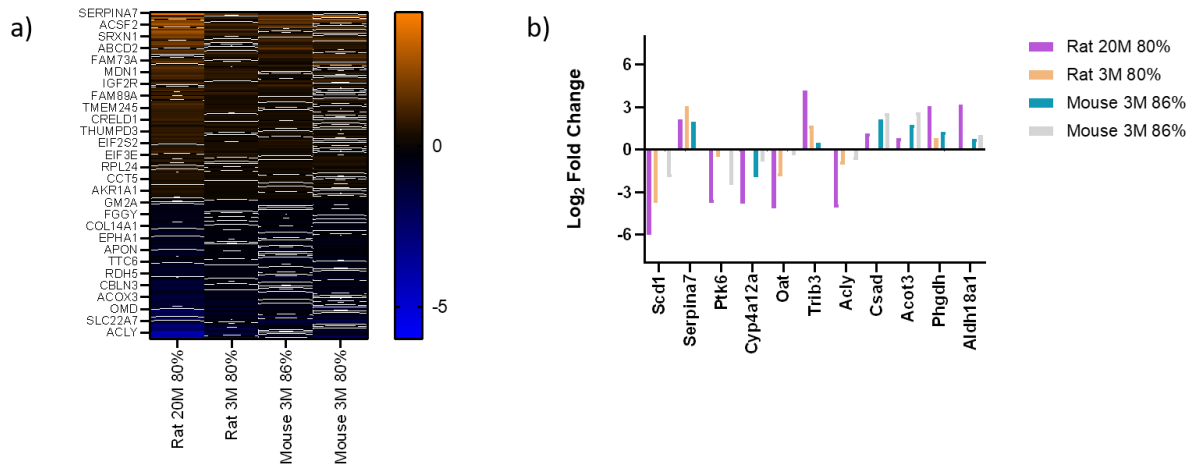 a)
SERPINA7
ACSF2
SRXN1
ABCD2
FAM73A
MDN1
IGF2R
FAM89A
TMEM245
CRELD1
THUMPD3
EIF2S2
EIF3E
RPL24
CCT5
AKR1A1
GM2A
FGGY
COL14A1
EPHA1
APON
TTC6
RDH5
CBLN3
ACOX3
OMD
SLC22A7
ACLY
Rat 20M 80%
Rat 3M 80%
Mouse 3M 86%
Mouse 3M 80%
0
-5
b)
Log2 Fold Change
6
3
0
-3
-6
Scd1
Serpina7
Ptk6
Cyp4a12a
Oat
Trib3
Acly
Csad
Acot3
Phgdh
Aldh18a1
Rat 20M 80%
Rat 3M 80%
Mouse 3M 86%
Mouse 3M 86%